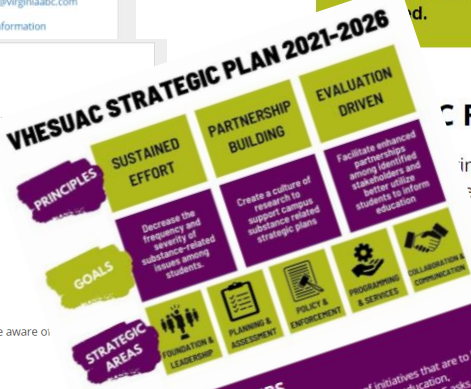 @virginiaabc.com
formation
ed.
VHESUAC STRATEGIC PLAN 2021-2026
PRINCIPLES
SUSTAINED
EFFORT
PARTNERSHIP
BUILDING
EVALUATION
DRIVEN
GOALS
Decrease the
frequency and
severity of
substance-related
issues among
students.
Create a culture of
research to
support campus
substance related
strategic plans
Facilitate enhanced
partnerships
among identified
stakeholders and
better utilize
students to inform
education
STRATEGIC
AREAS
FOUNDATION &
LEADERSHIP
PLANNING &
ASSESSMENT
POLICY &
ENFORCEMENT
PROGRAMMING
& SERVICES
COLLABORATION &
COMMUNICATION
e aware
of initiatives that are to
education,